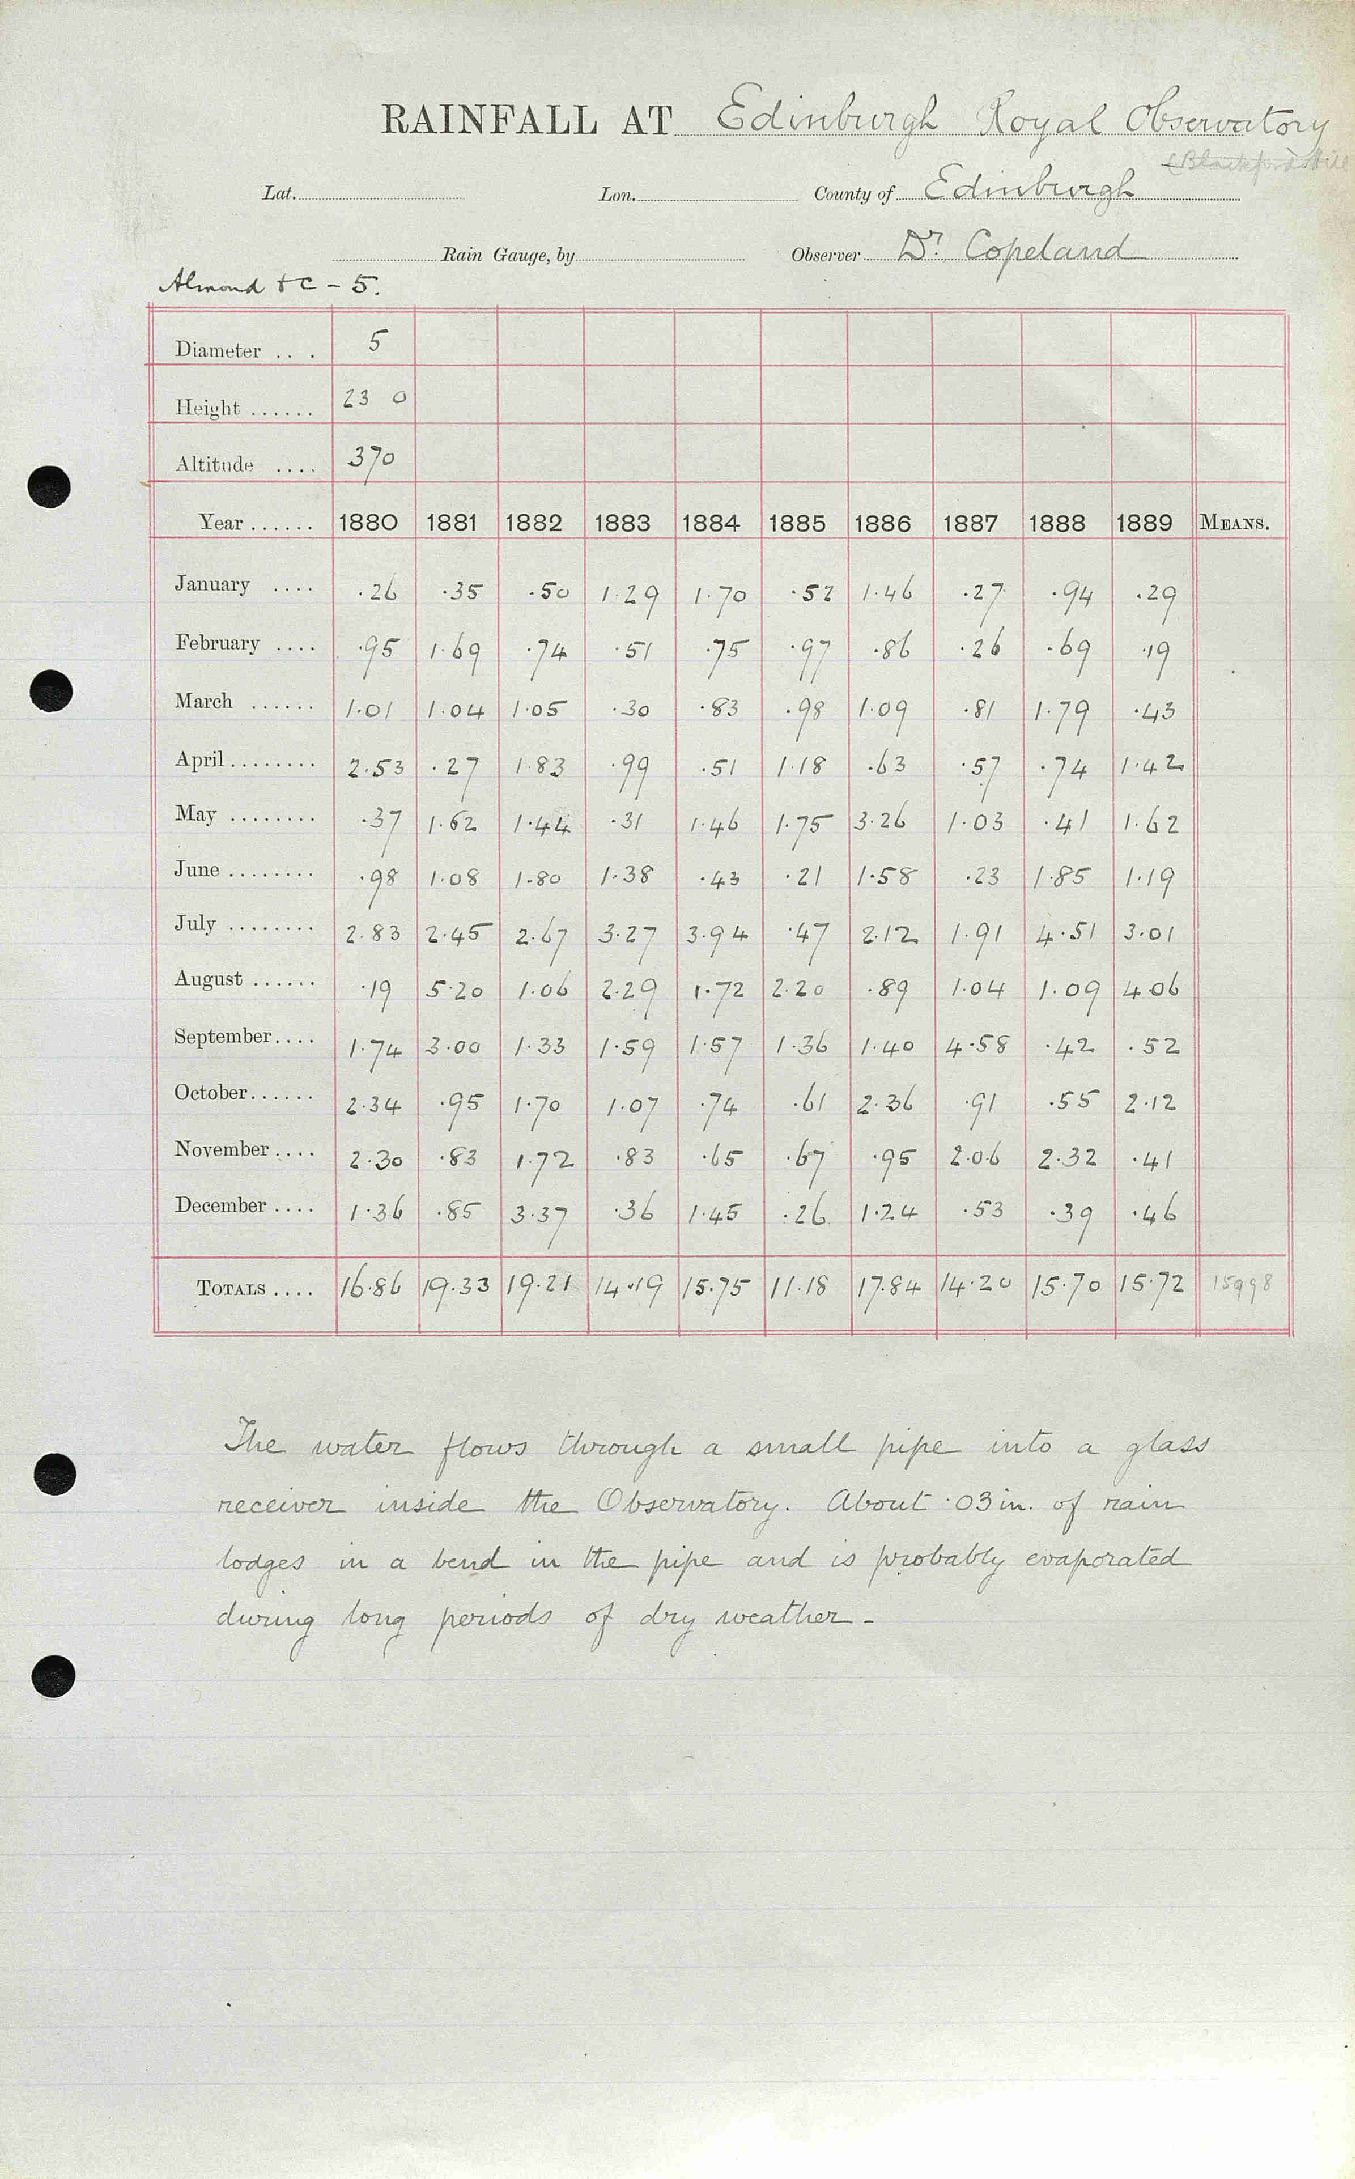 RAINFALL AT Edinburgh Royal Observatory
(Blackford Hill
Lat. Lon. County of Edinburgh
Rain Gauge, by Observer Dr. Copeland
Almond & C - 5.
Diameter .. . 5
Height ...... 23 0
Altitude .... 370
Year ...... 1880 1881 1882 1883 1884 1885 1886 1887 1888 1889 MEANS.
January .... .26 .35 .50 1.29 1.70 .52 1.46 .27 .94 .29
February .... .95 1.69 .74 .51 .75 .97 .86 .26 .69 .19
March ...... 1.01 1.04 1.05 .30 .83 .98 1.09 .81 1.79 .43
April ........ 2.53 .27 1.83 .99 .51 1.18 .63 .57 .74 1.42
May ........ .37 1.62 1.44 .31 1.46 1.75 3.26 1.03 .41 1.62
June ........ .98 1.08 1.80 1.38 .43 .21 1.58 .23 1.85 1.19
July ........ 2.83 2.45 2.67 3.27 3.94 .47 2.12 1.91 4.51 3.01
August ...... .19 5.20 1.06 2.29 1.72 2.20 .89 1.04 1.09 4.06
September .... 1.74 3.00 1.33 1.59 1.57 1.36 1.40 4.58 .42 .52
October ...... 2.34 .95 1.70 1.07 .74 .61 2.36 .91 .55 2.12
November .... 2.30 .83 1.72 .83 .65 .67 .95 2.06 2.32 .41
December .... 1.36 .85 3.37 .36 1.45 .26 1.24 .53 .39 .46
TOTALS .... 16.86 19.33 19.21 14.19 15.75 11.18 17.84 14.20 15.70 15.72 15998
The water flows through a small pipe into a glass
receiver inside the Observatory. About .03 in. of rain
lodges in a bend in the pipe and is probably evaporated
during long periods of dry weather -